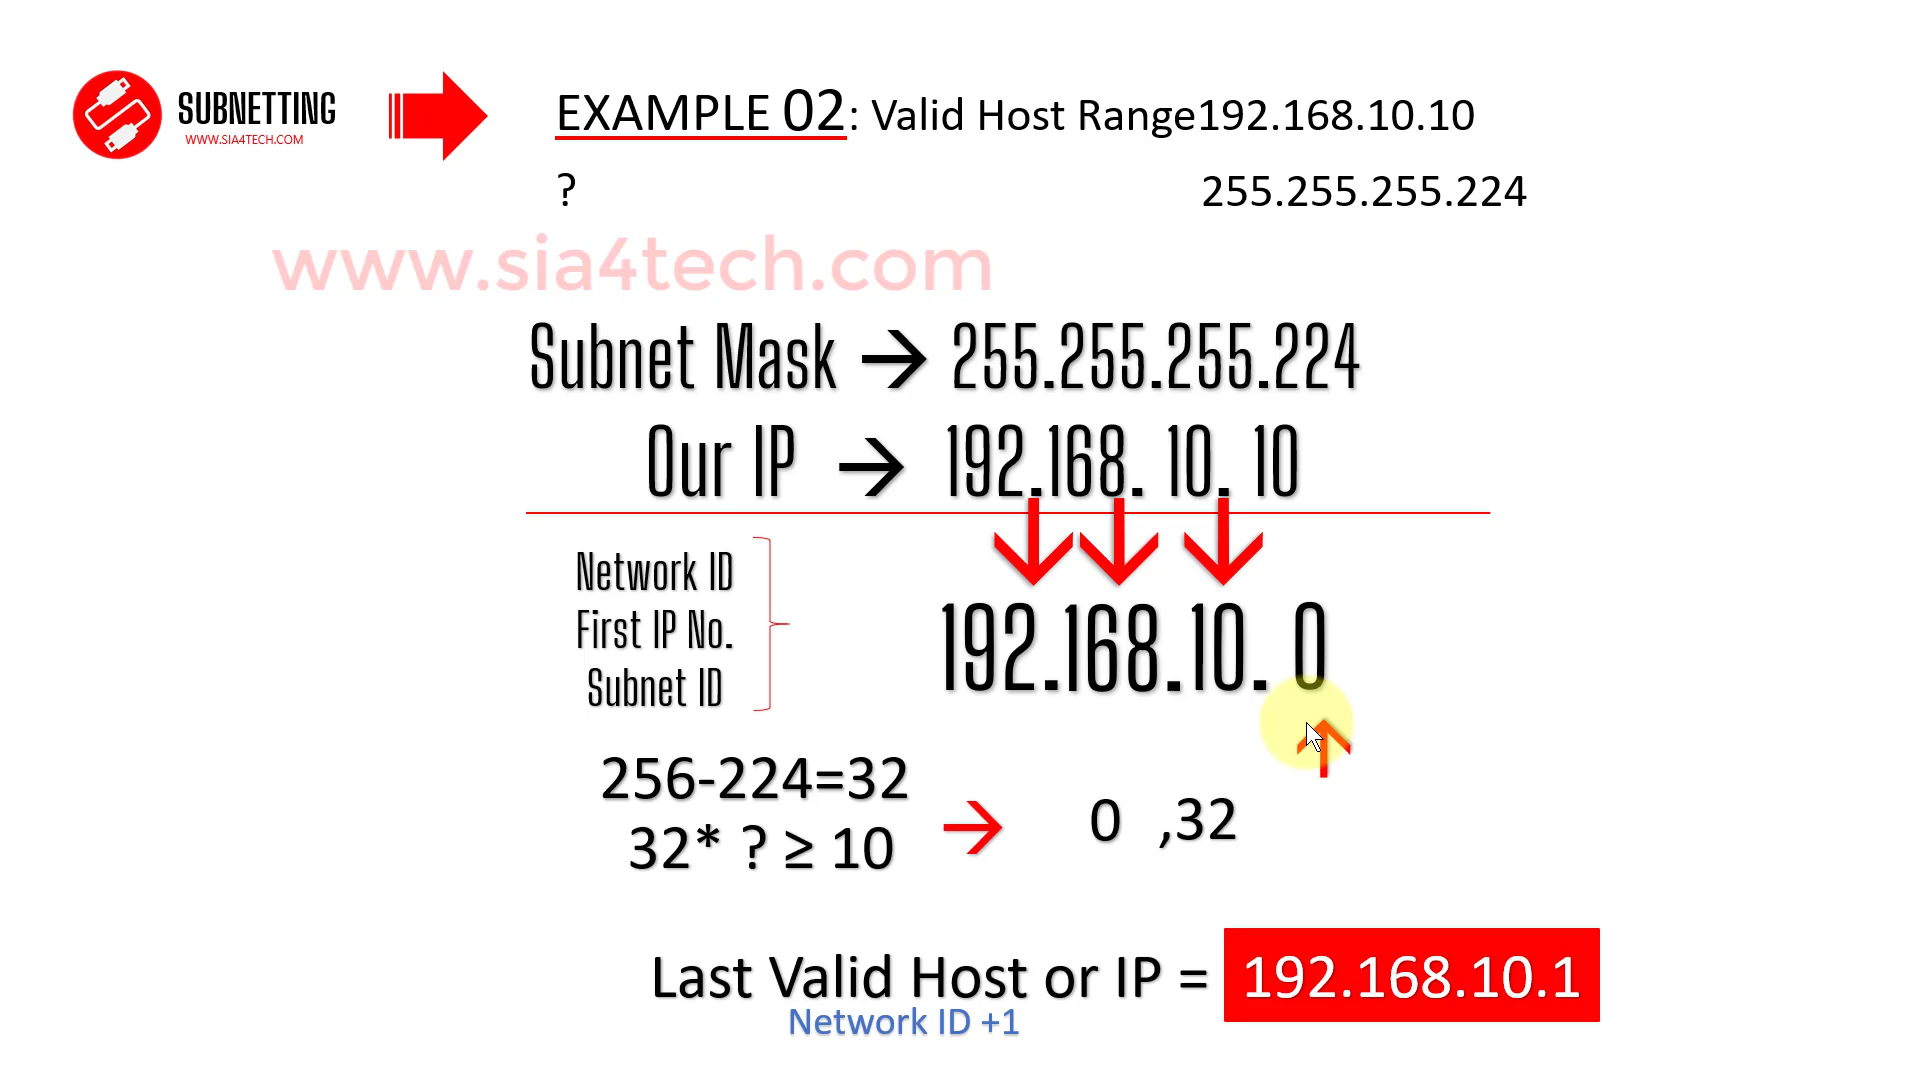 SUBNETTING
WWW.SIA4TECH.COM
EXAMPLE 02: Valid Host Range192.168.10.10
? 255.255.255.224
www.sia4tech.com
Subnet Mask → 255.255.255.224
Our IP → 192.168. 10. 10
Network ID
First IP No.
Subnet ID
192.168.10. 0
256-224=32
32* ? ≥ 10
0 ,32
Last Valid Host or IP = 192.168.10.1
Network ID +1